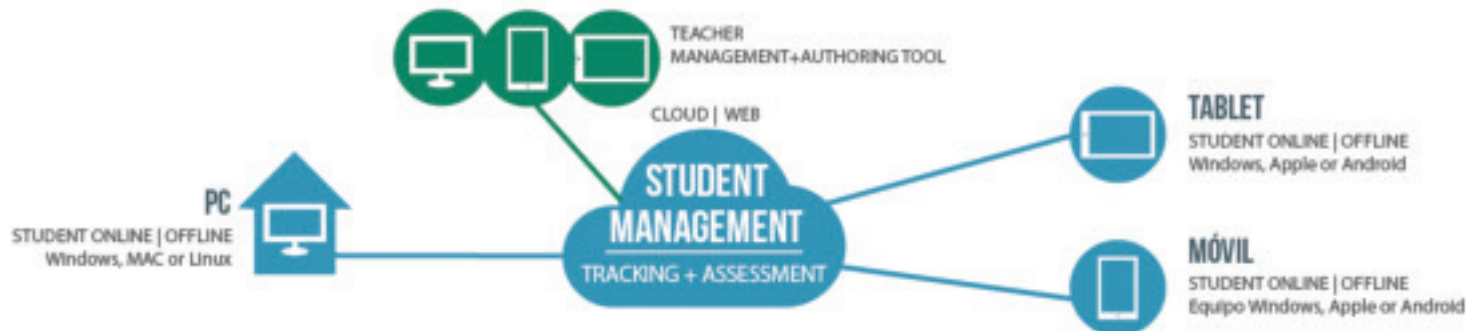 TEACHER
MANAGEMENT+AUTHORING TOOL
CLOUD | WEB
STUDENT
MANAGEMENT
TRACKING + ASSESSMENT
PC
STUDENT ONLINE | OFFLINE
Windows, MAC or Linux
TABLET
STUDENT ONLINE | OFFLINE
Windows, Apple or Android
MÓVIL
STUDENT ONLINE | OFFLINE
Equipo Windows, Apple or Android